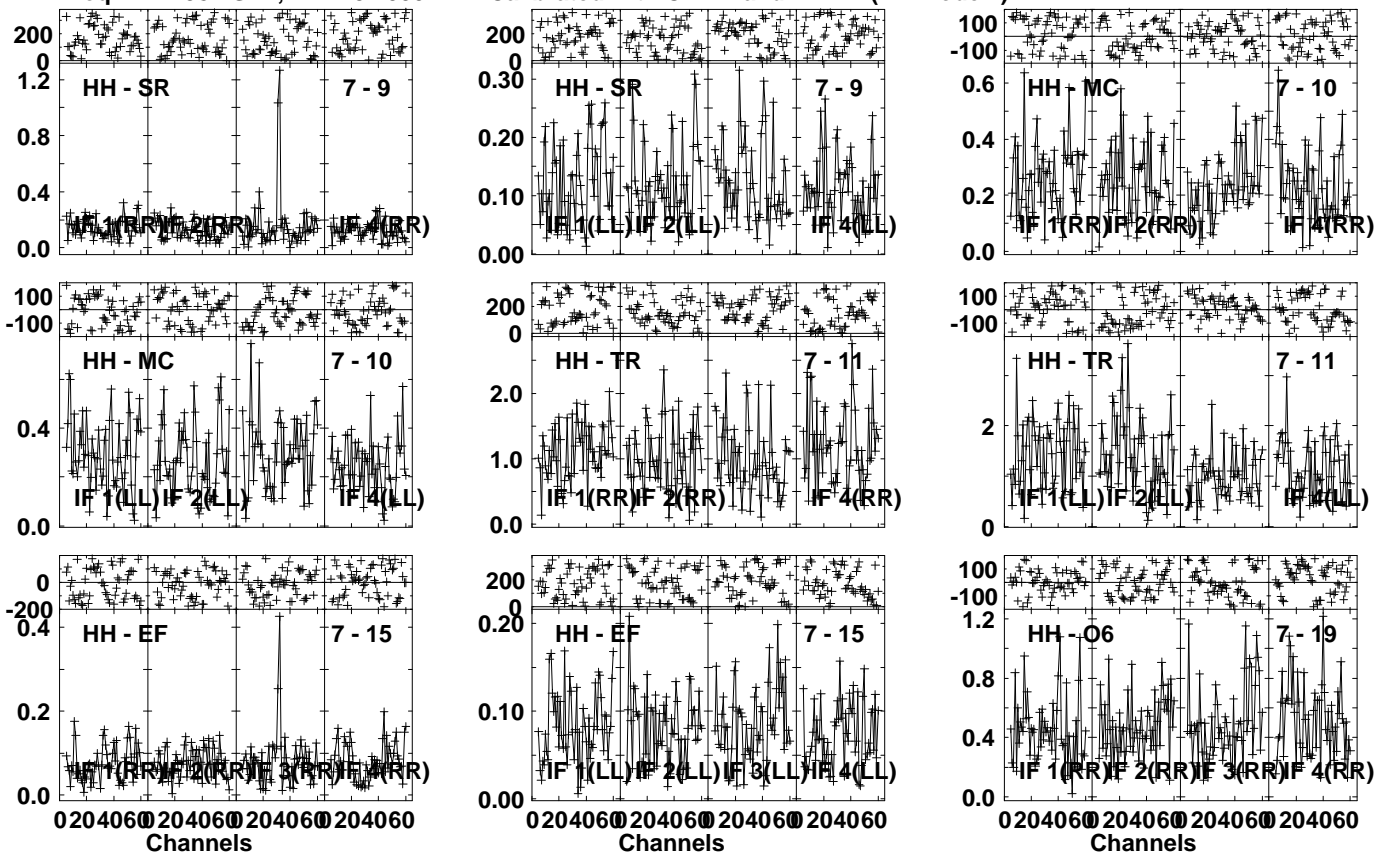 200
0
1.2
0.8
0.4
0.0
HH - SR
7 - 9
IF 1(RR)
IF 2(RR)
IF 4(RR)
200
0
0.30
0.20
0.10
0.00
HH - SR
7 - 9
IF 1(LL)
IF 2(LL)
IF 4(LL)
100
-100
0.6
0.4
0.2
0.0
HH - MC
7 - 10
IF 1(RR)
IF 2(RR)
IF 4(RR)
100
-100
0.4
0.0
HH - MC
7 - 10
IF 1(LL)
IF 2(LL)
IF 4(LL)
200
0
2.0
1.0
0.0
HH - TR
7 - 11
IF 1(RR)
IF 2(RR)
IF 4(RR)
100
-100
2
0
HH - TR
7 - 11
IF 1(LL)
IF 2(LL)
IF 4(LL)
0
-200
0.4
0.2
0.0
HH - EF
7 - 15
IF 1(RR)
IF 2(RR)
IF 3(RR)
IF 4(RR)
0 20 40 60 0 20 40 60 0 20 40 60 0 20 40 60
Channels
200
0
0.20
0.10
0.00
HH - EF
7 - 15
IF 1(LL)
IF 2(LL)
IF 3(LL)
IF 4(LL)
0 20 40 60 0 20 40 60 0 20 40 60 0 20 40 60
Channels
100
-100
1.2
0.8
0.4
0.0
HH - O6
7 - 19
IF 1(RR)
IF 2(RR)
IF 3(RR)
IF 4(RR)
0 20 40 60 0 20 40 60 0 20 40 60 0 20 40 60
Channels